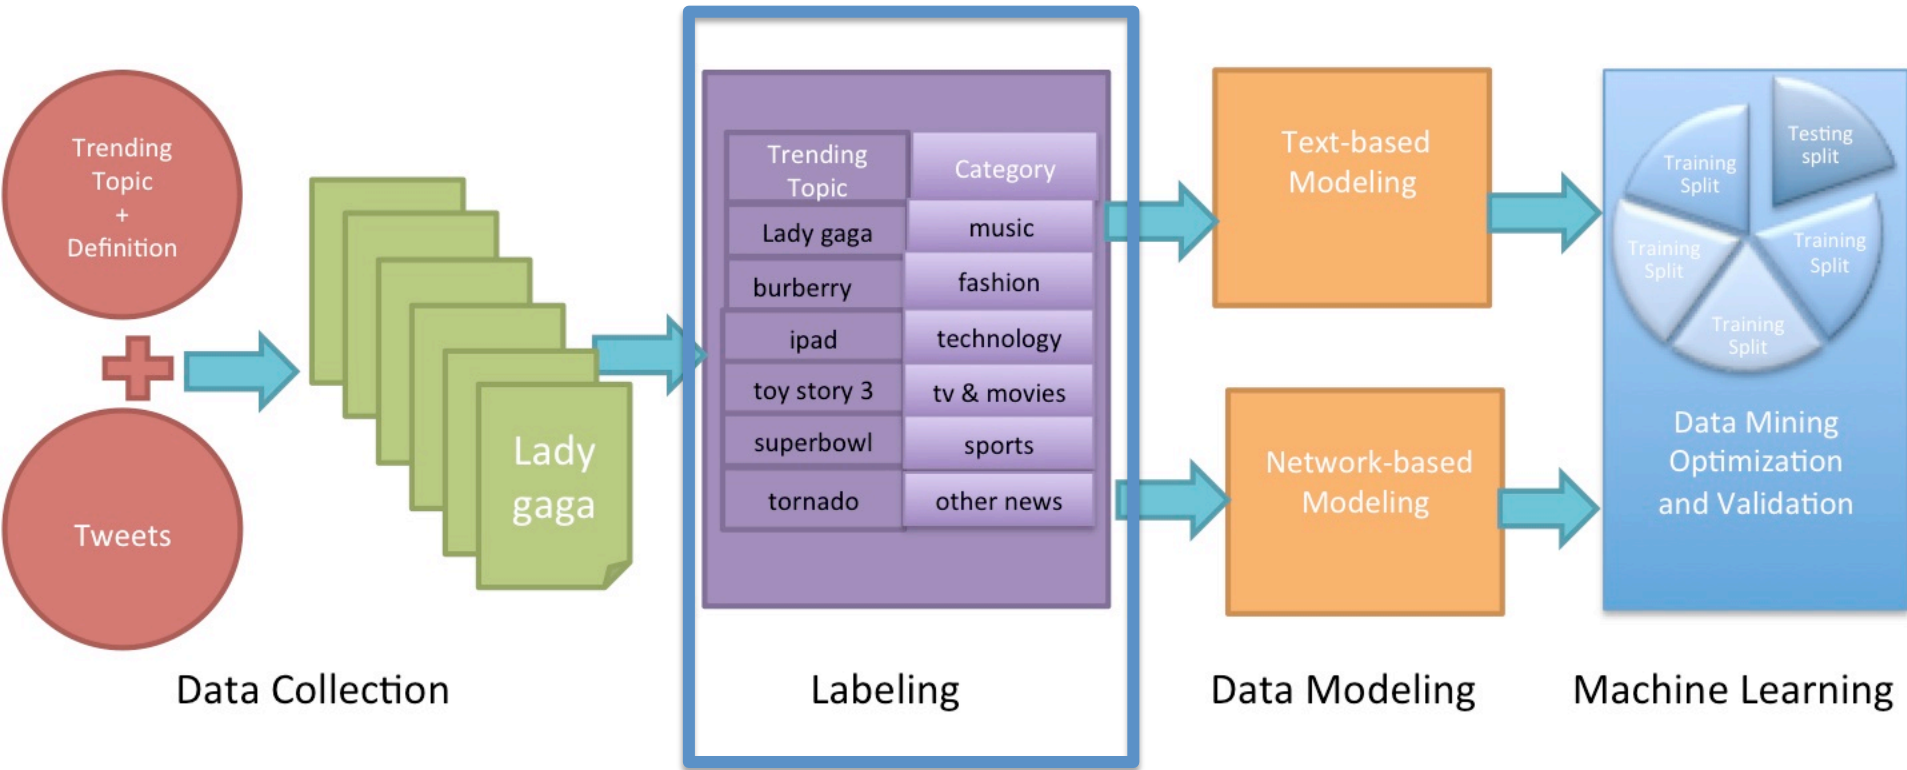 Trending
Topic
+
Definition
Tweets
Lady
gaga
Data Collection
Trending
Topic
Category
Lady gaga
music
burberry
fashion
ipad
technology
toy story 3
tv & movies
superbowl
sports
tornado
other news
Labeling
Text-based
Modeling
Network-based
Modeling
Data Modeling
Testing
split
Training
Split
Training
Split
Training
Split
Training
Split
Data Mining
Optimization
and Validation
Machine Learning